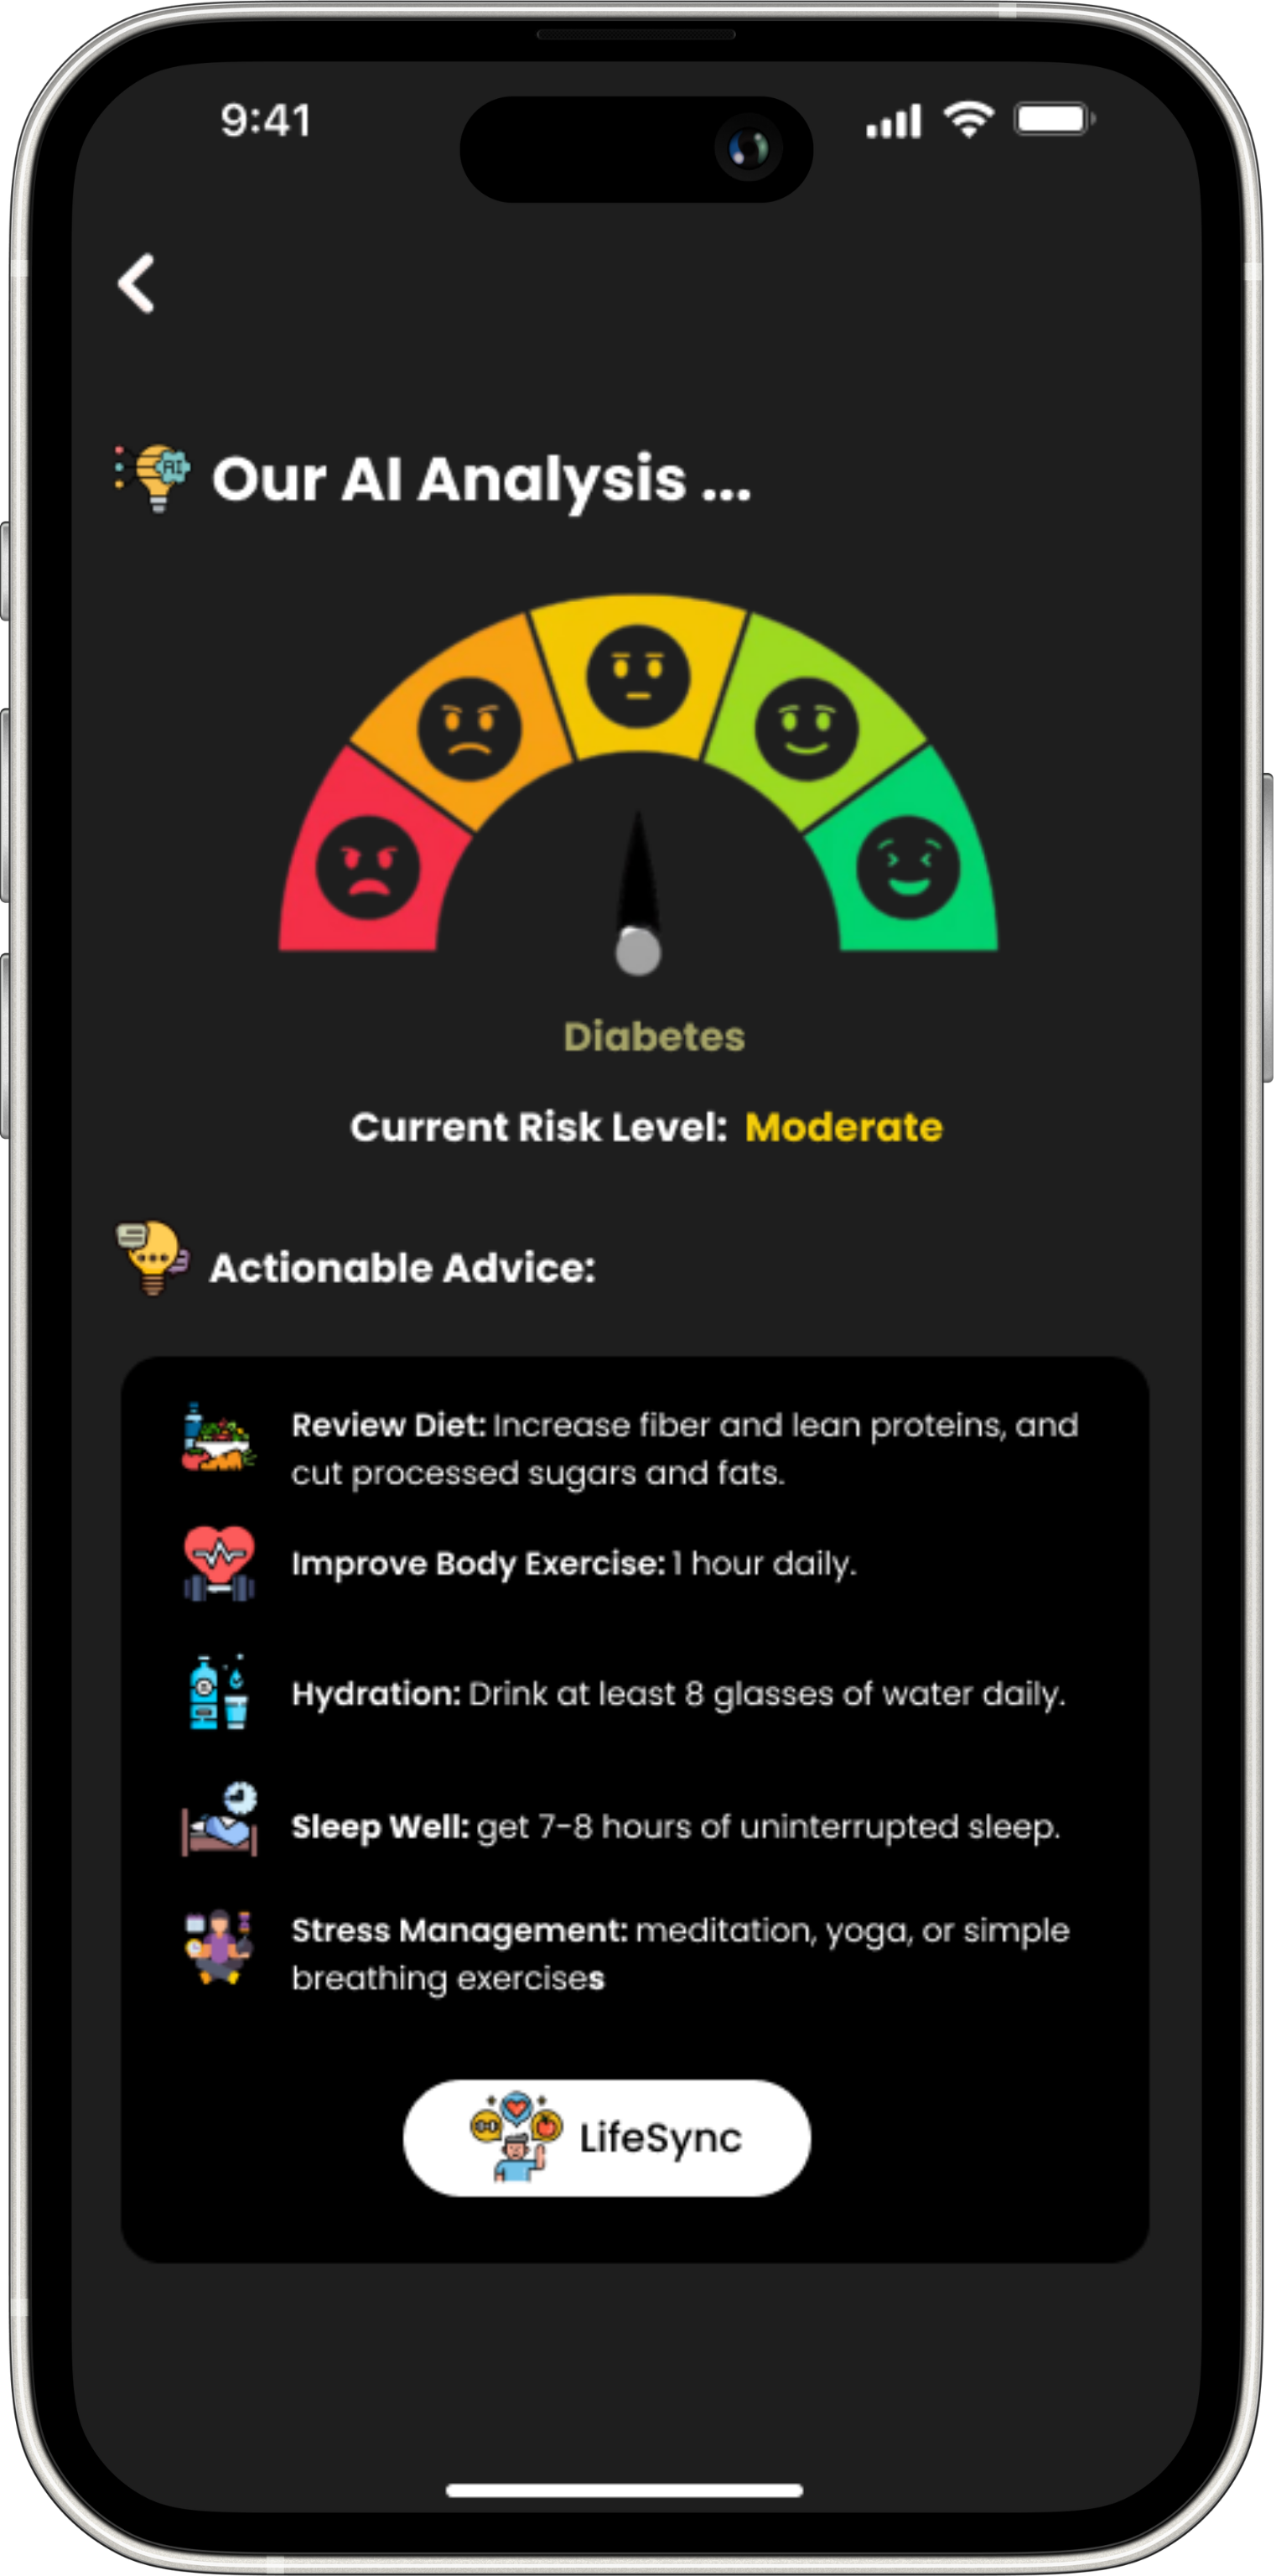 9:41
AI
Our AI Analysis ...
Diabetes
Current Risk Level: Moderate
Actionable Advice:
Review Diet: Increase fiber and lean proteins, and
cut processed sugars and fats.
Improve Body Exercise: 1 hour daily.
Hydration: Drink at least 8 glasses of water daily.
Sleep Well: get 7-8 hours of uninterrupted sleep.
Stress Management: meditation, yoga, or simple
breathing exercises
LifeSync